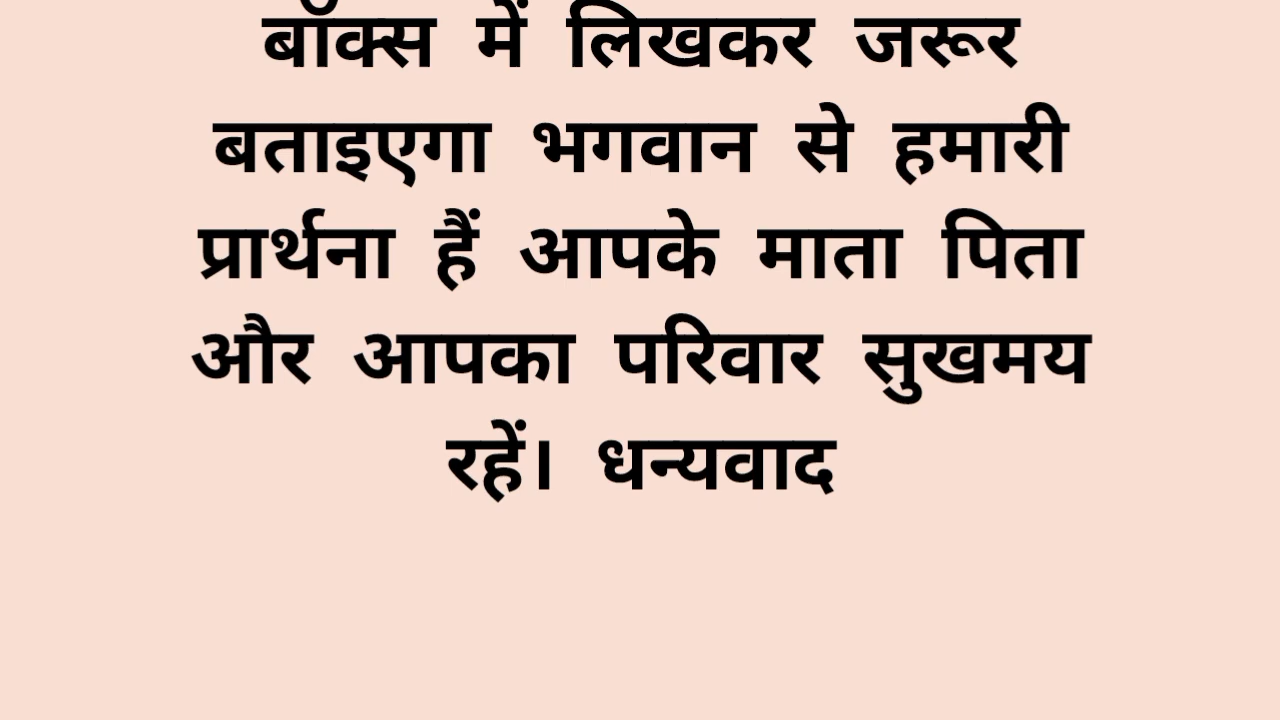 बॉक्स में लिखकर जरूर
बताइएगा भगवान से हमारी
प्रार्थना हैं आपके माता पिता
और आपका परिवार सुखमय
रहें। धन्यवाद